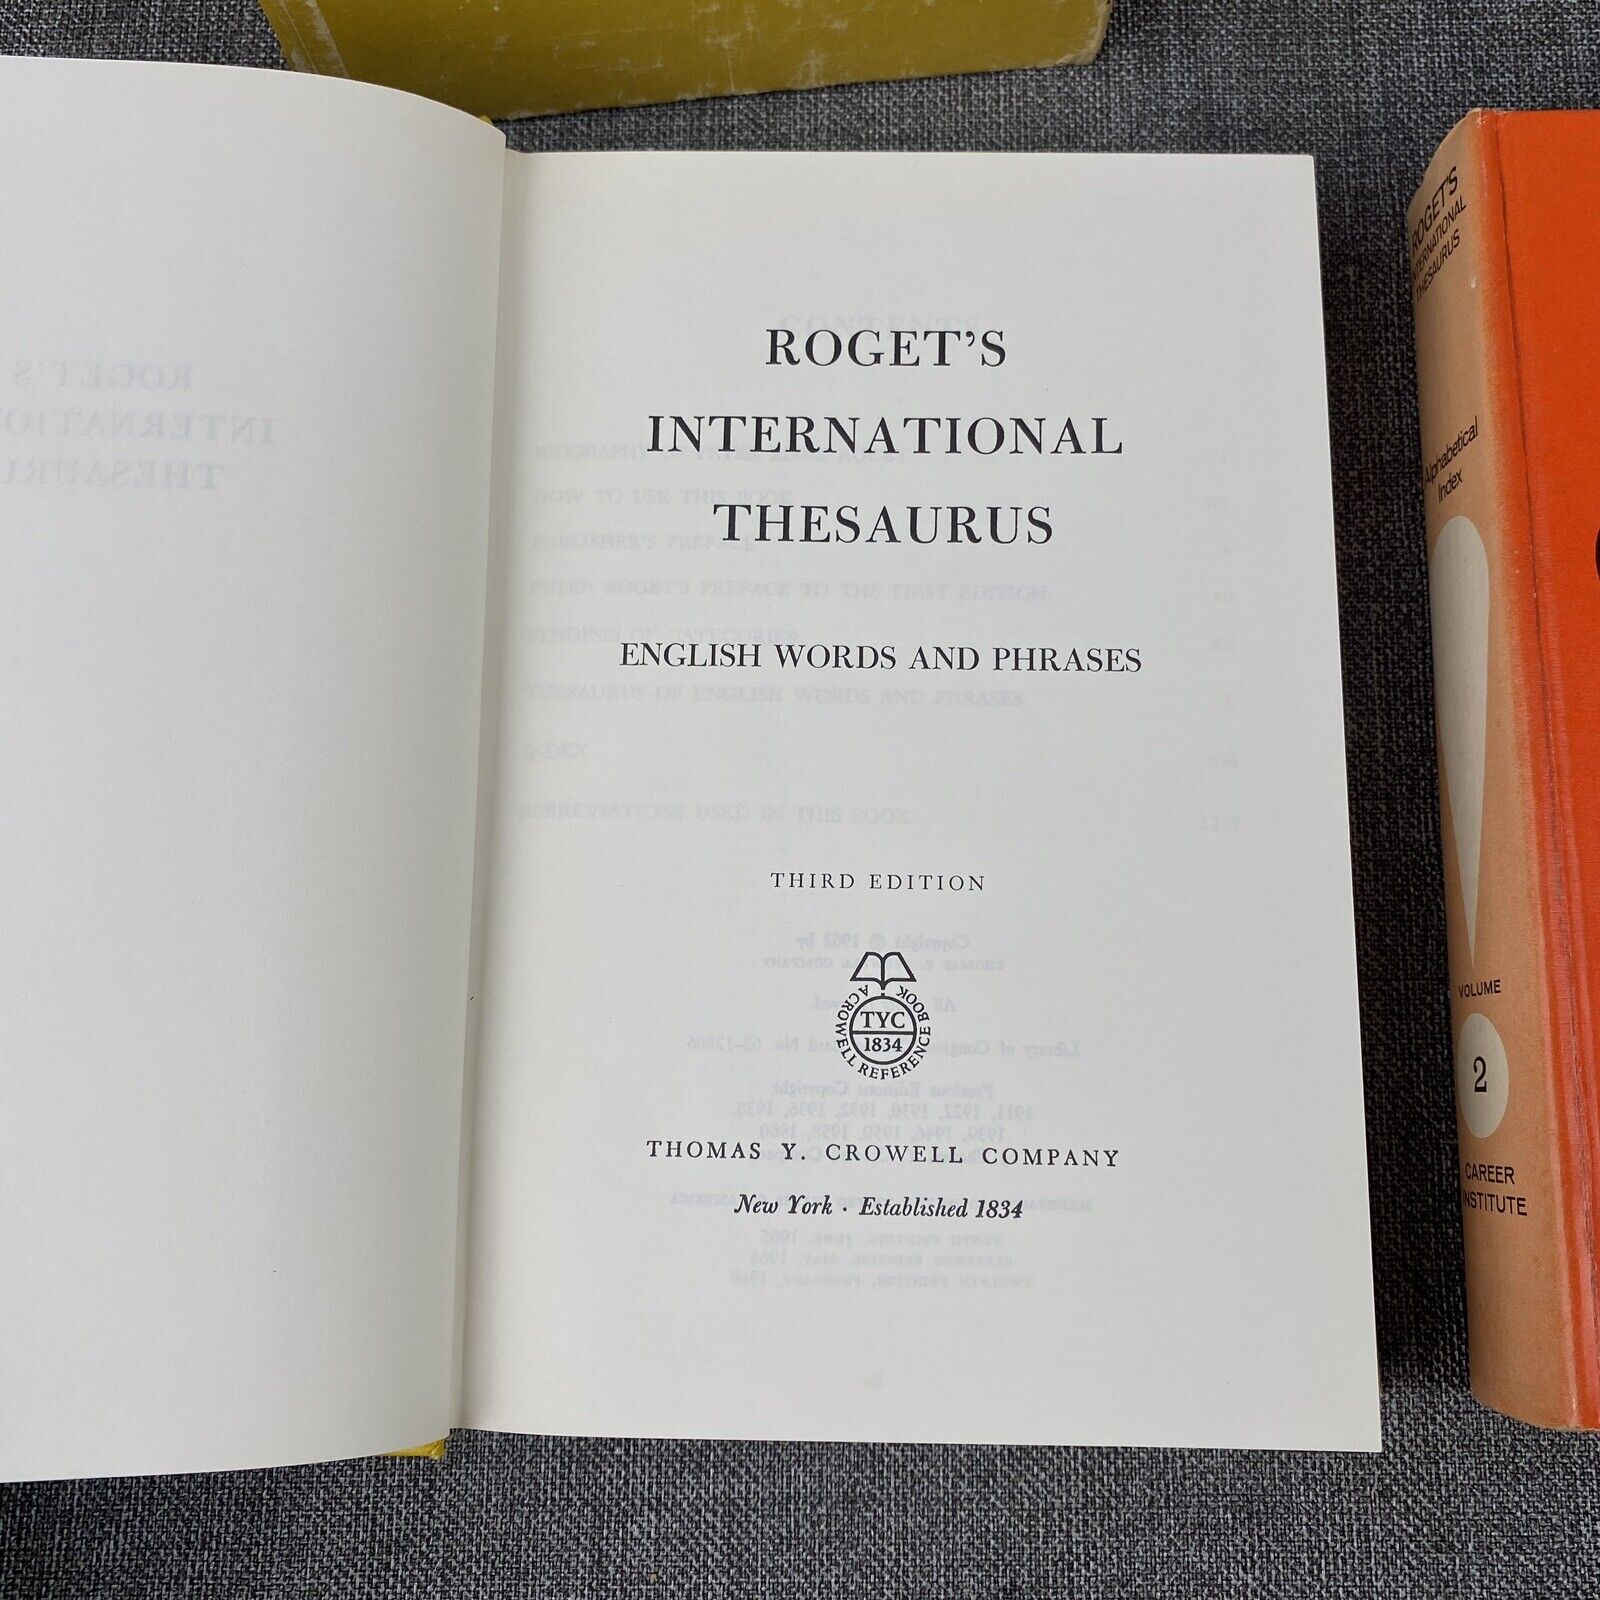 ROGET'S
INTERNATIONAL
THESAURUS
ENGLISH WORDS AND PHRASES
THIRD EDITION
A CROWELL REFERENCE BOOK
TYC
1834
THOMAS Y. CROWELL COMPANY
New York · Established 1834
ROGET'S
INTERNATIONAL
THESAURUS
Alphabetical
Index
VOLUME
2
CAREER
INSTITUTE